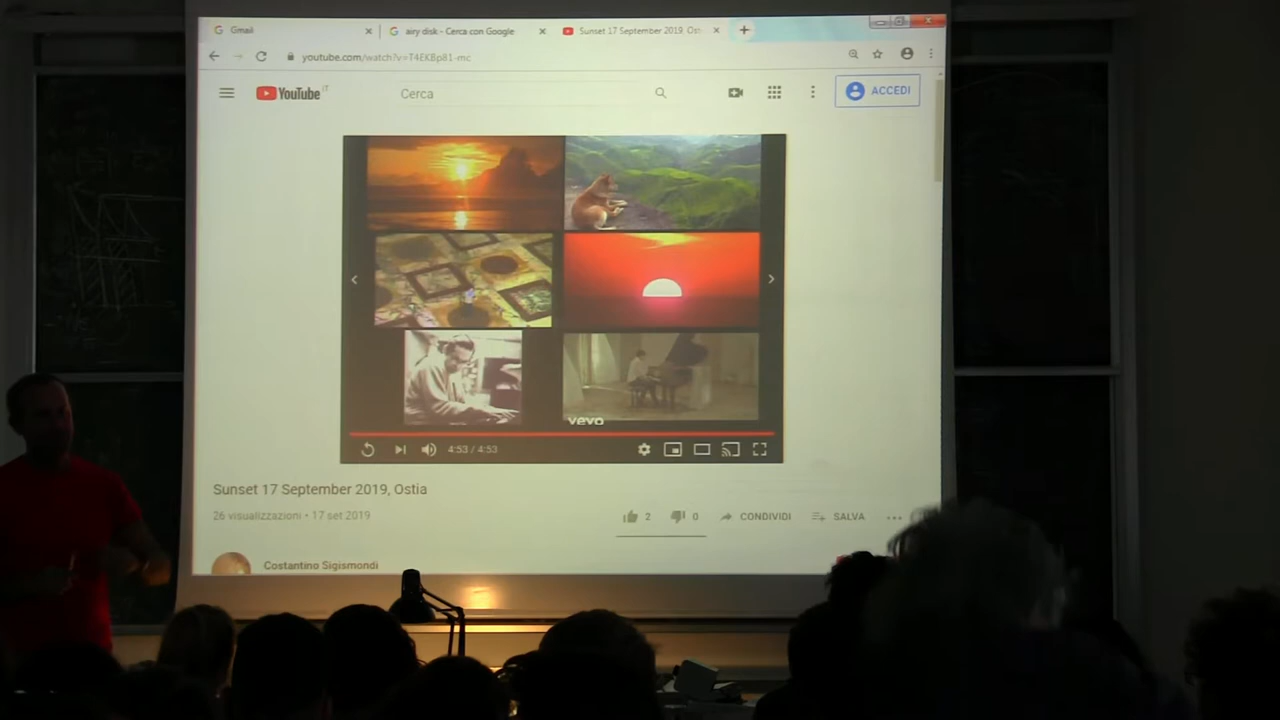 Gmail
airy disk - Cerca con Google
Sunset 17 September 2019, Ostia
youtube.com/watch?v=T4EKBp81-mc
YouTube IT
Cerca
ACCEDI
vevo
4:53 / 4:53
Sunset 17 September 2019, Ostia
26 visualizzazioni • 17 set 2019
2
0
CONDIVIDI
SALVA
Costantino Sigismondi